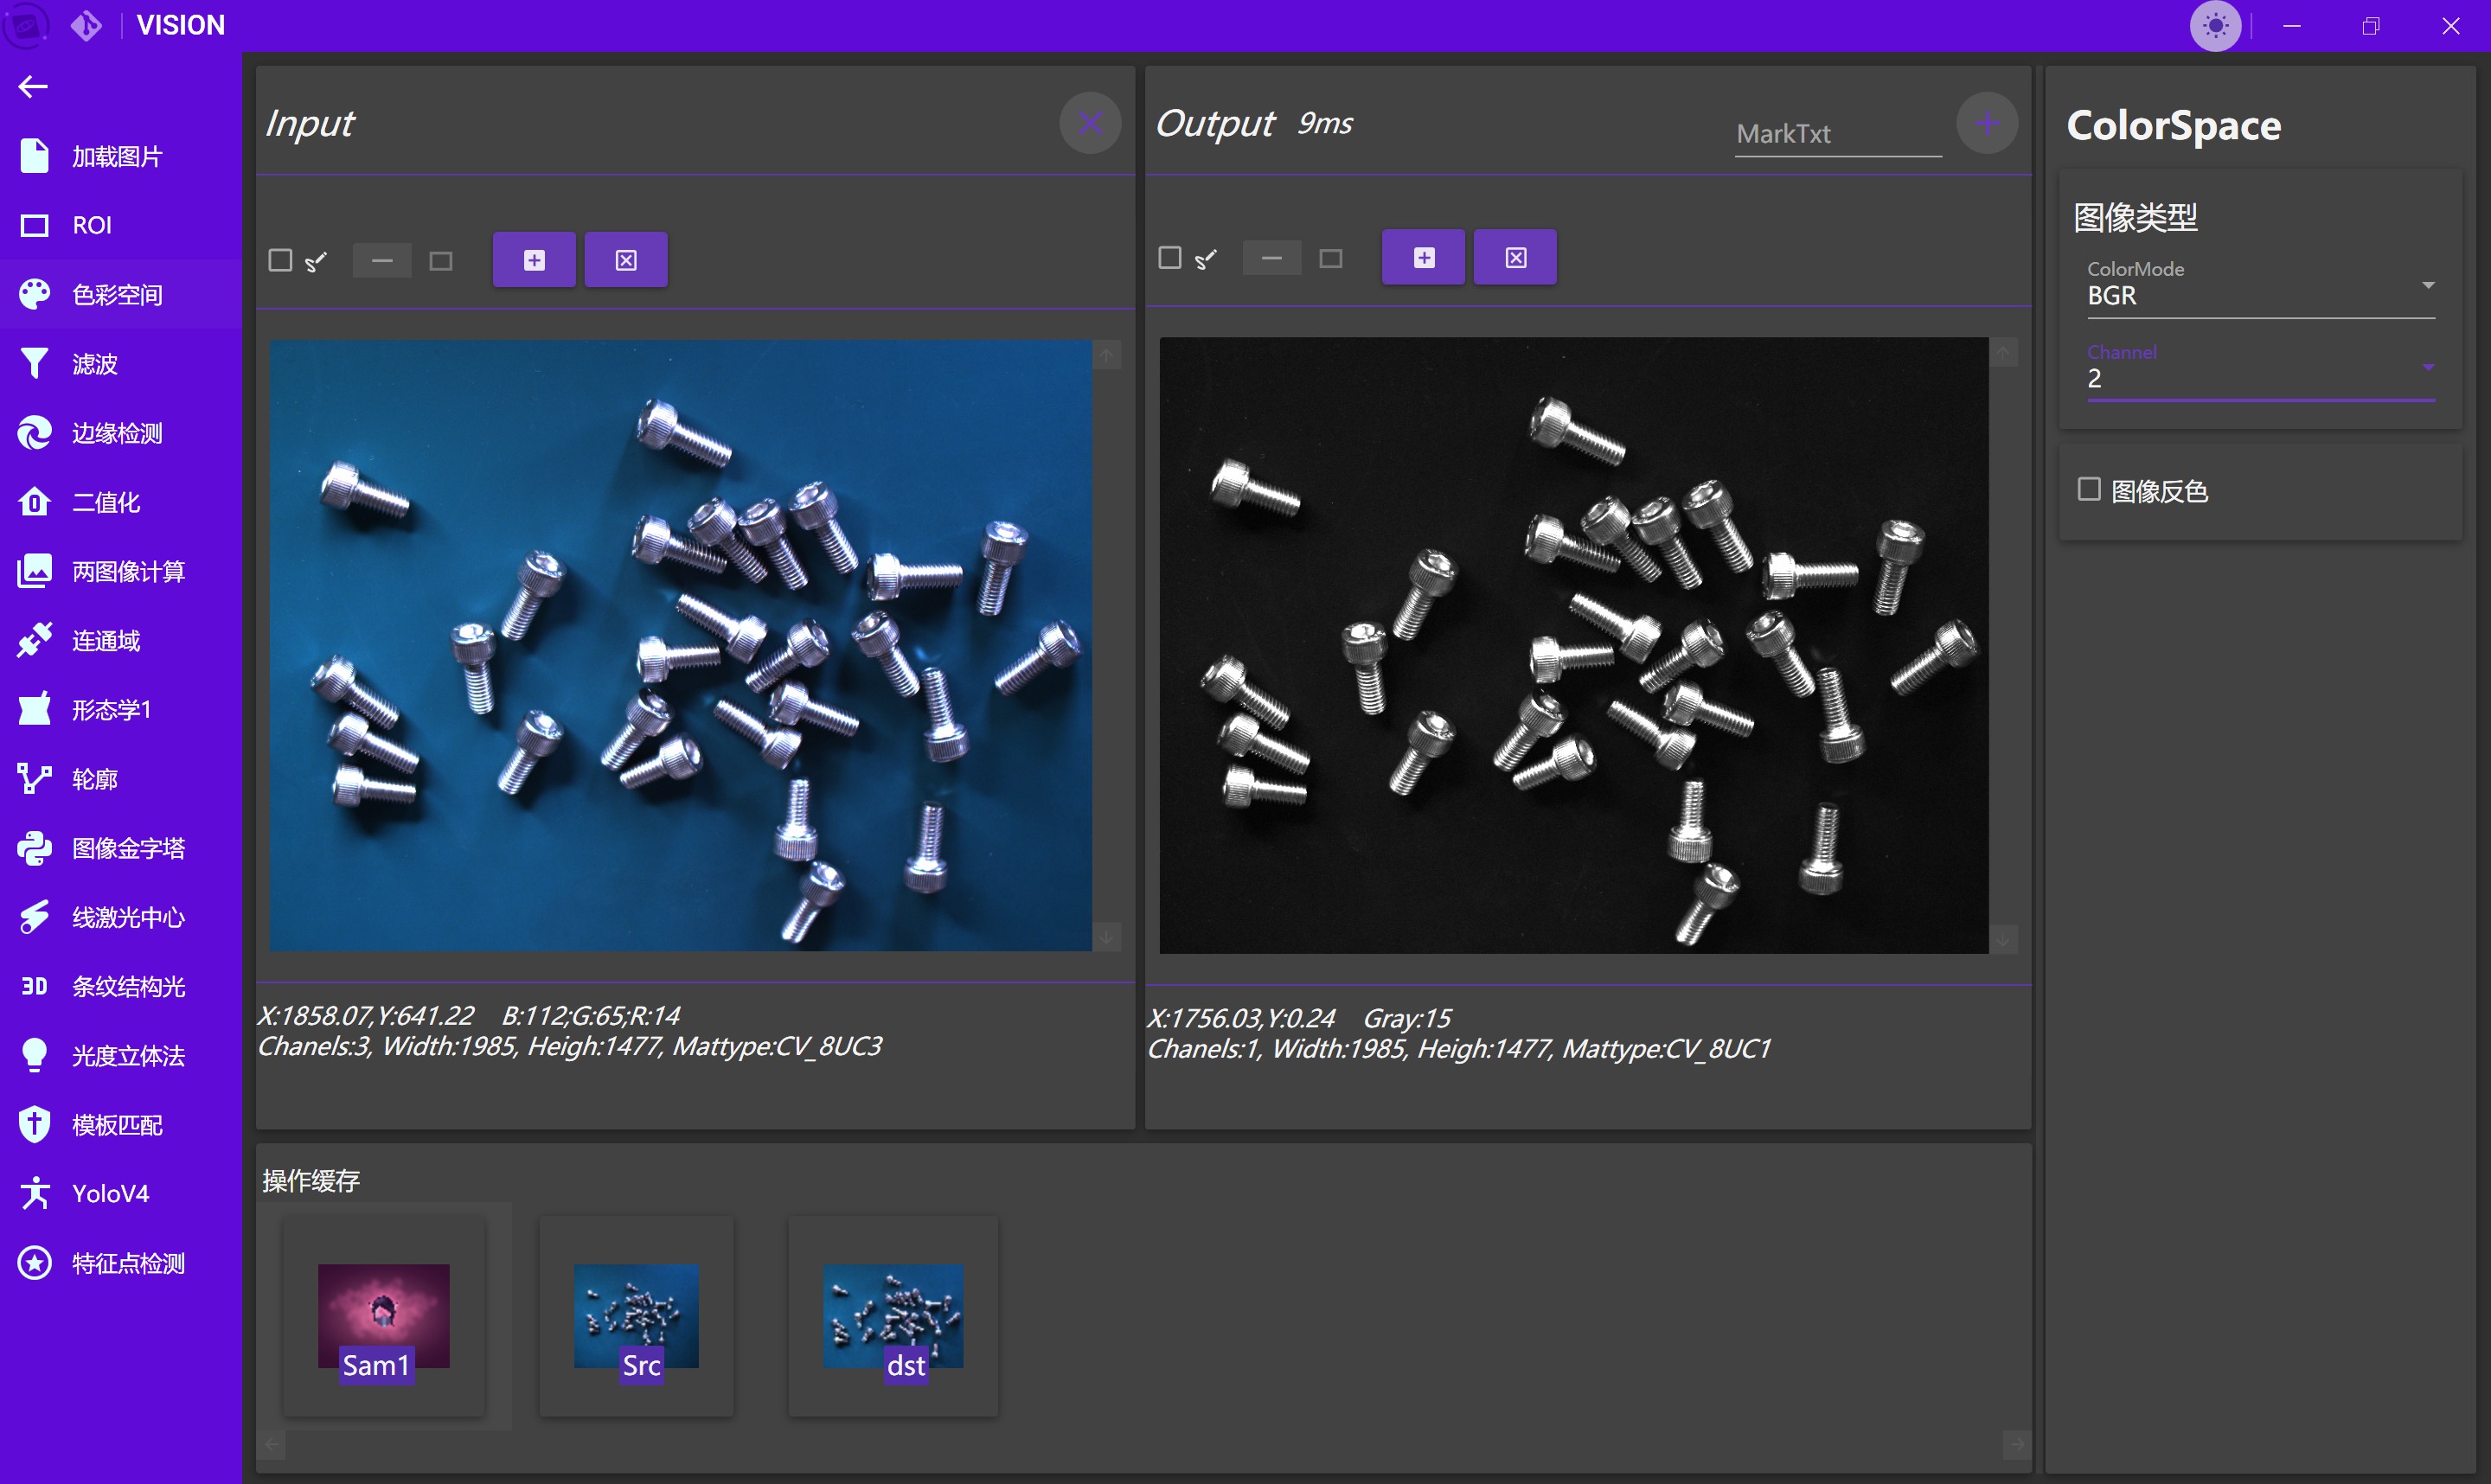 VISION
加载图片
ROI
色彩空间
滤波
边缘检测
二值化
两图像计算
连通域
形态学1
轮廓
图像金字塔
线激光中心
3D 条纹结构光
光度立体法
模板匹配
YoloV4
特征点检测
Input
X:1858.07,Y:641.22 B:112;G:65;R:14
Chanels:3, Width:1985, Heigh:1477, Mattype:CV_8UC3
Output 9ms
MarkTxt
X:1756.03,Y:0.24 Gray:15
Chanels:1, Width:1985, Heigh:1477, Mattype:CV_8UC1
操作缓存
Sam1
Src
dst
ColorSpace
图像类型
ColorMode
BGR
Channel
2
图像反色